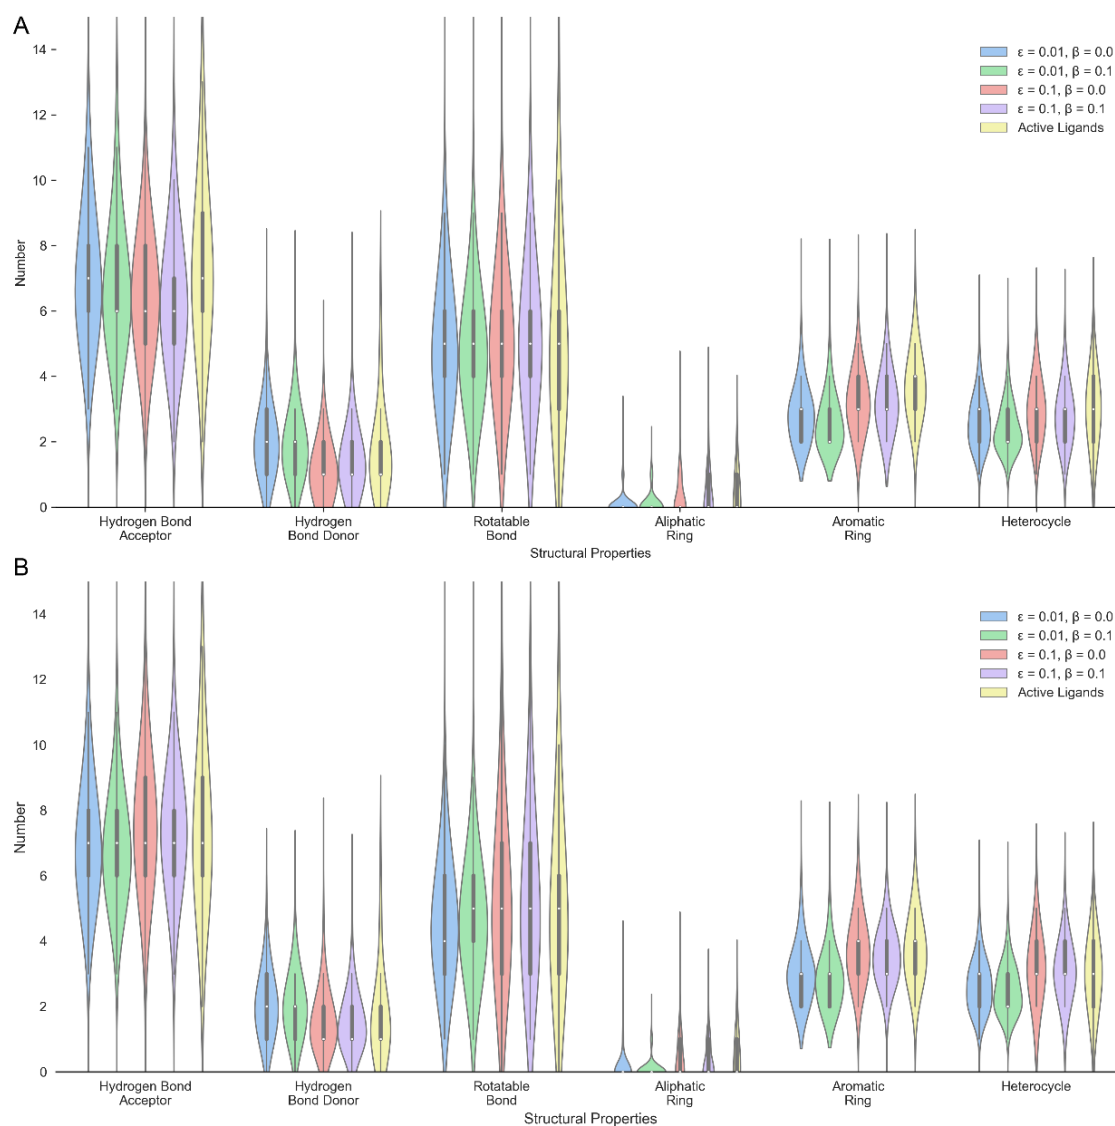 A
14
12
10
8
6
4
2
0
Number
ε = 0.01, β = 0.0
ε = 0.01, β = 0.1
ε = 0.1, β = 0.0
ε = 0.1, β = 0.1
Active Ligands
Hydrogen Bond
Acceptor
Hydrogen
Bond Donor
Rotatable
Bond
Aliphatic
Ring
Aromatic
Ring
Heterocycle
Structural Properties
B
14
12
10
8
6
4
2
0
Number
ε = 0.01, β = 0.0
ε = 0.01, β = 0.1
ε = 0.1, β = 0.0
ε = 0.1, β = 0.1
Active Ligands
Hydrogen Bond
Acceptor
Hydrogen
Bond Donor
Rotatable
Bond
Aliphatic
Ring
Aromatic
Ring
Heterocycle
Structural Properties